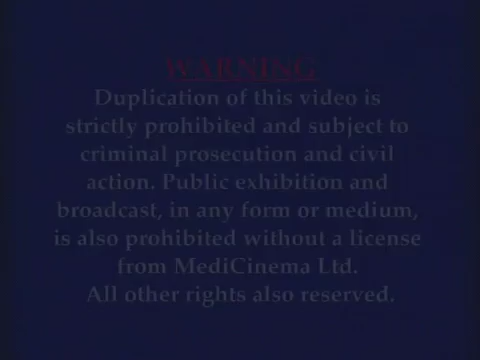 WARNING
Duplication of this video is
strictly prohibited and subject to
criminal prosecution and civil
action. Public exhibition and
broadcast, in any form or medium,
is also prohibited without a license
from MediCinema Ltd.
All other rights also reserved.